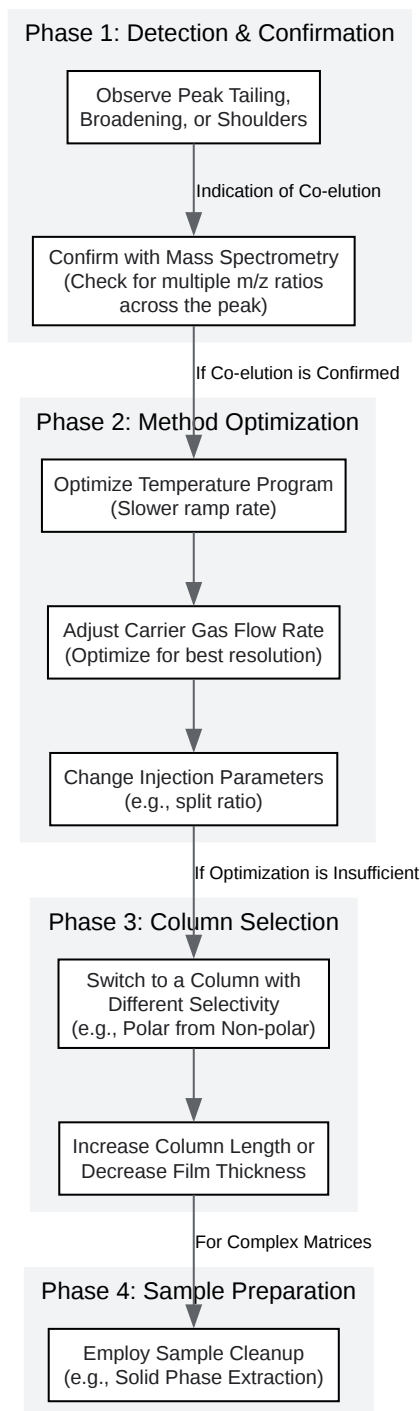 Phase 1: Detection & Confirmation
Observe Peak Tailing,
Broadening, or Shoulders
Indication of Co-elution
Confirm with Mass Spectrometry
(Check for multiple m/z ratios
across the peak)
If Co-elution is Confirmed
Phase 2: Method Optimization
Optimize Temperature Program
(Slower ramp rate)
Adjust Carrier Gas Flow Rate
(Optimize for best resolution)
Change Injection Parameters
(e.g., split ratio)
If Optimization is Insufficient
Phase 3: Column Selection
Switch to a Column with
Different Selectivity
(e.g., Polar from Non-polar)
Increase Column Length or
Decrease Film Thickness
For Complex Matrices
Phase 4: Sample Preparation
Employ Sample Cleanup
(e.g., Solid Phase Extraction)